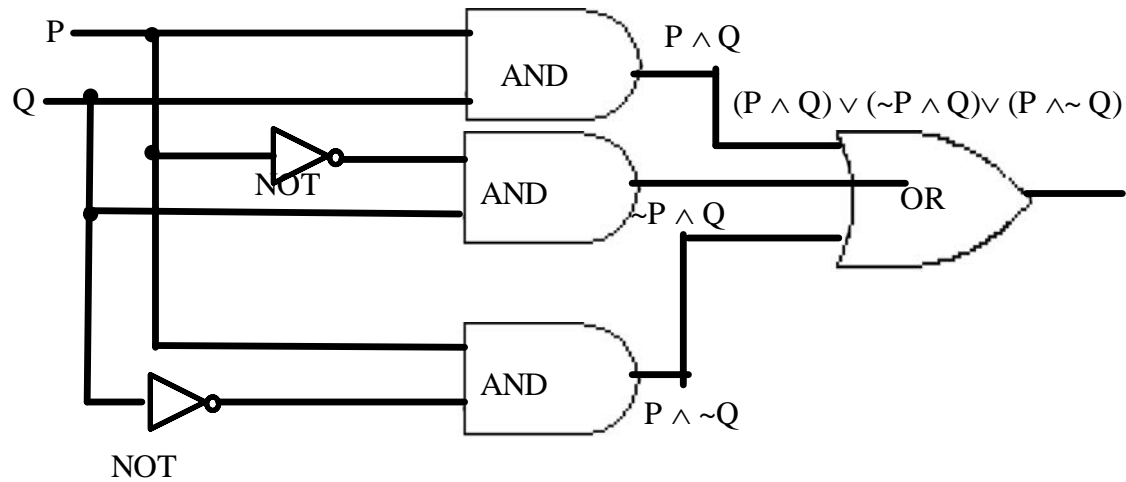 P
P ∧ Q
AND
Q
(P ∧ Q) ∨ (~P ∧ Q)∨ (P ∧~ Q)
NOT
AND
OR
~P ∧ Q
AND
P ∧ ~Q
NOT